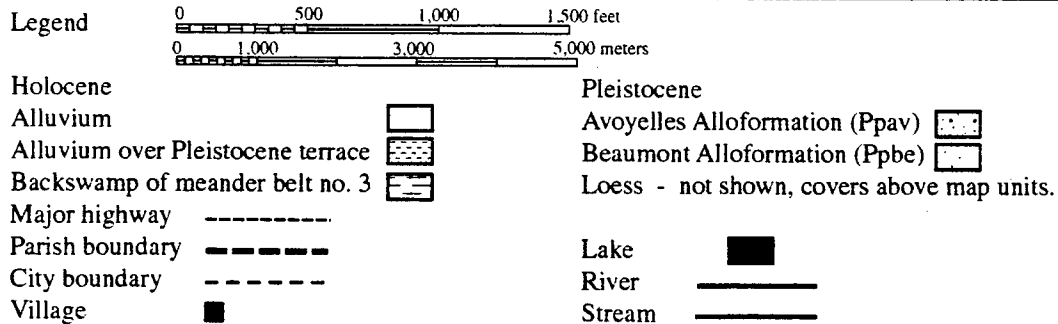 Legend
0 500 1,000 1,500 feet
0 1,000 3,000 5,000 meters
Holocene
Alluvium
Alluvium over Pleistocene terrace
Backswamp of meander belt no. 3
Major highway
Parish boundary
City boundary
Village
Pleistocene
Avoyelles Alloformation (Ppav)
Beaumont Alloformation (Ppbe)
Loess - not shown, covers above map units.
Lake
River
Stream